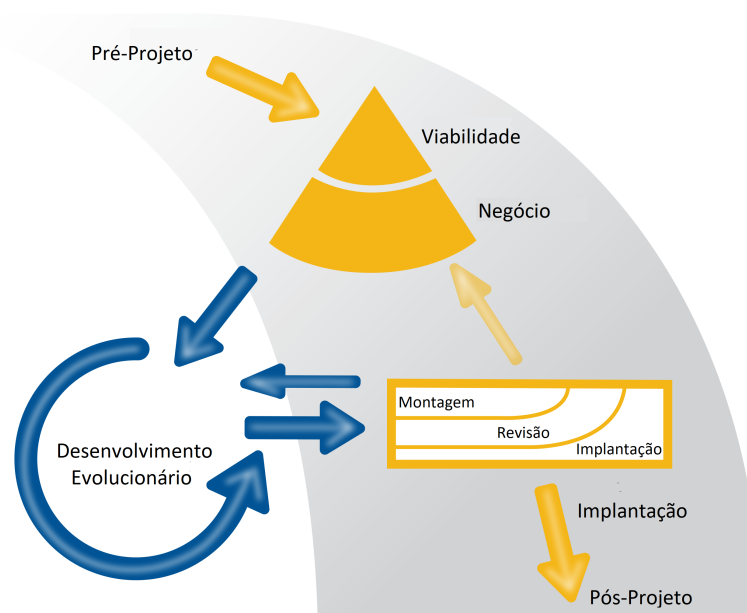 Pré-Projeto
Viabilidade
Negócio
Montagem
Revisão
Implantação
Desenvolvimento
Evolucionário
Implantação
Pós-Projeto